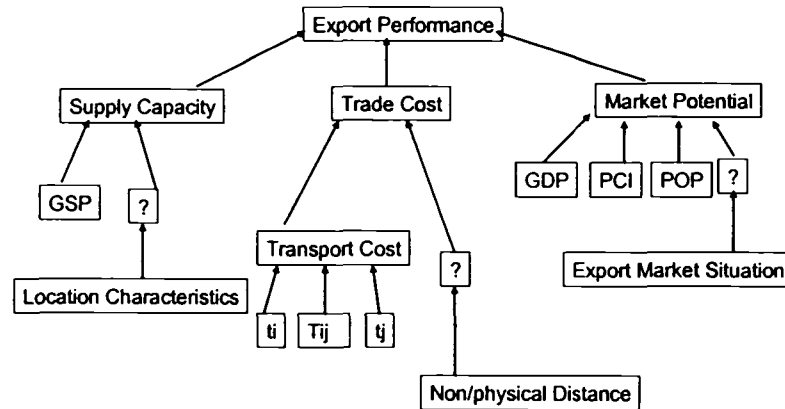 Export Performance
Supply Capacity
Trade Cost
Market Potential
GSP
?
GDP
PCI
POP
?
Transport Cost
?
Export Market Situation
Location Characteristics
ti
Tij
tj
Non/physical Distance